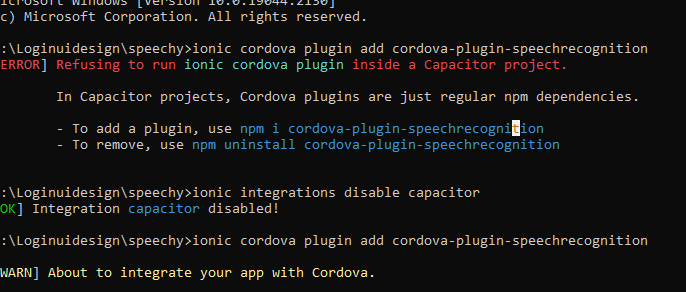 icrosoft Windows [Version 10.0.19044.2130]
c) Microsoft Corporation. All rights reserved.
:\Loginuidesign\speechy>ionic cordova plugin add cordova-plugin-speechrecognition
ERROR] Refusing to run ionic cordova plugin inside a Capacitor project.
In Capacitor projects, Cordova plugins are just regular npm dependencies.
- To add a plugin, use npm i cordova-plugin-speechrecognition
- To remove, use npm uninstall cordova-plugin-speechrecognition
:\Loginuidesign\speechy>ionic integrations disable capacitor
OK] Integration capacitor disabled!
:\Loginuidesign\speechy>ionic cordova plugin add cordova-plugin-speechrecognition
WARN] About to integrate your app with Cordova.